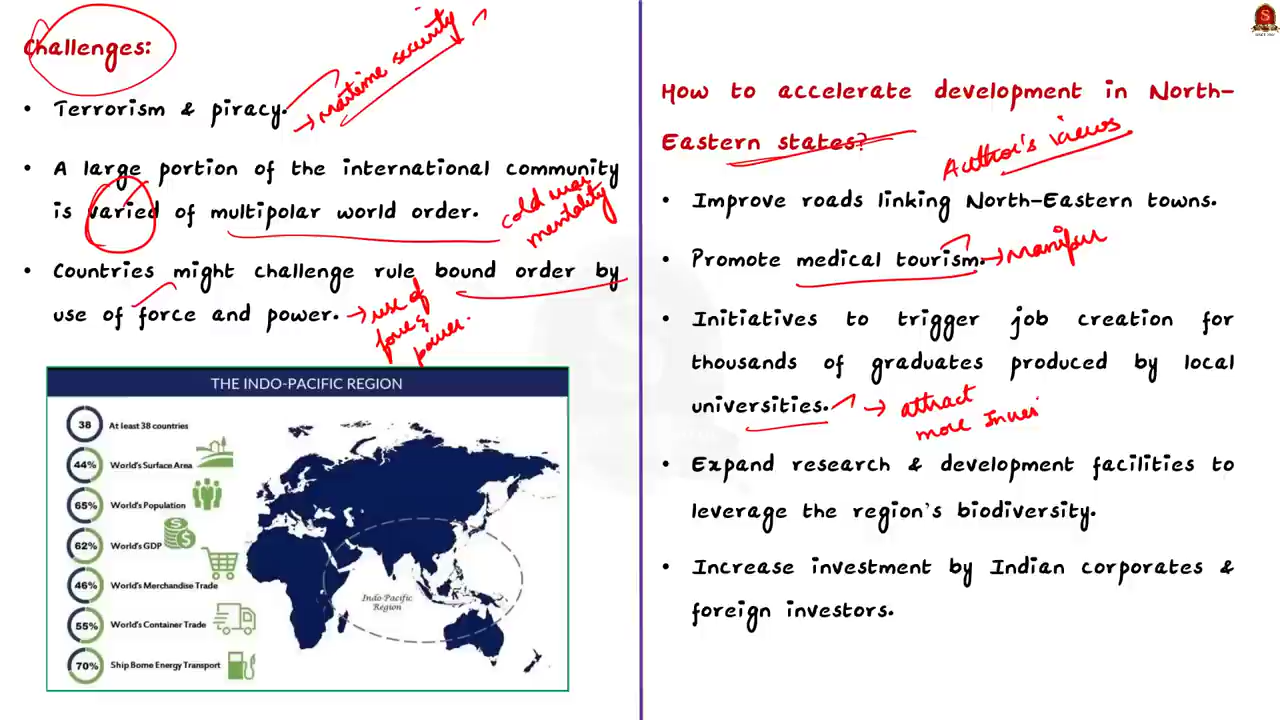 Challenges:
• Terrorism & piracy.
→ maritime security
• A large portion of the international community
is varied of multipolar world order.
cold war
mentality
• Countries might challenge rule bound order by
use of force and power.
→ use of
force &
power.
THE INDO-PACIFIC REGION
38 At least 38 countries
44% World's Surface Area
65% World's Population
62% World's GDP
46% World's Merchandise Trade
55% World's Container Trade
70% Ship Borne Energy Transport
Indo-Pacific
Region
How to accelerate development in North-
Eastern states?
Author's views
• Improve roads linking North-Eastern towns.
• Promote medical tourism.
→ Manipur
• Initiatives to trigger job creation for
thousands of graduates produced by local
universities.
→ attract
more
• Expand research & development facilities to
leverage the region's biodiversity.
• Increase investment by Indian corporates &
foreign investors.